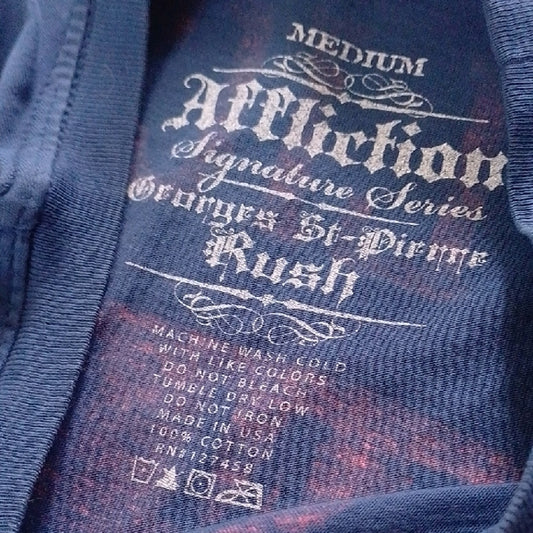 MEDIUM
Affliction
Signature Series
Georges St-Pierre
Rush
MACHINE WASH COLD
WITH LIKE COLORS
DO NOT BLEACH
TUMBLE DRY LOW
DO NOT IRON
MADE IN USA
100% COTTON
RN#127458